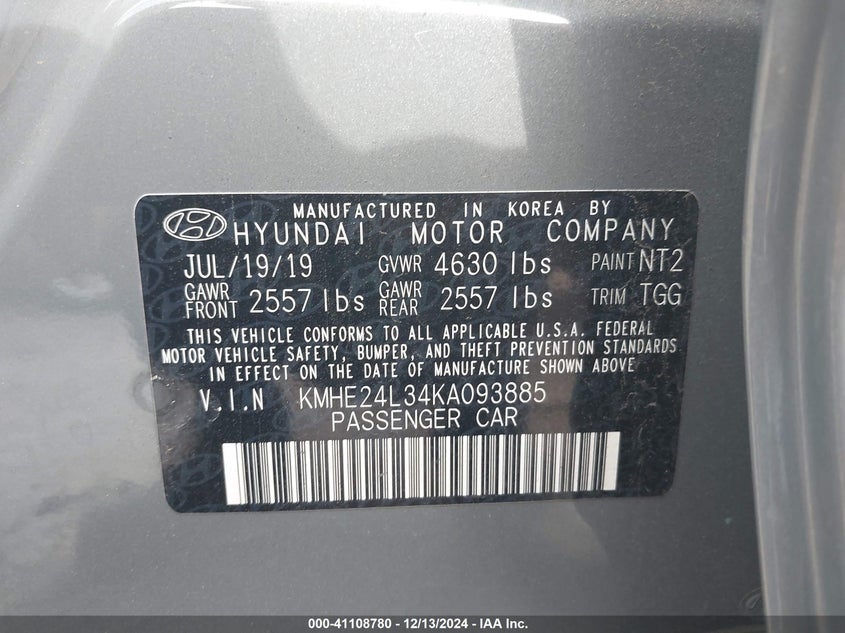 MANUFACTURED IN KOREA BY
HYUNDAI MOTOR COMPANY
JUL/19/19 GVWR 4630 lbs PAINT NT2
GAWR FRONT 2557 lbs GAWR REAR 2557 lbs TRIM TGG
THIS VEHICLE CONFORMS TO ALL APPLICABLE U.S.A. FEDERAL
MOTOR VEHICLE SAFETY, BUMPER, AND THEFT PREVENTION STANDARDS
IN EFFECT ON THE DATE OF MANUFACTURE SHOWN ABOVE
V.I.N KMHE24L34KA093885
PASSENGER CAR
000-41108780 - 12/13/2024 - IAA Inc.